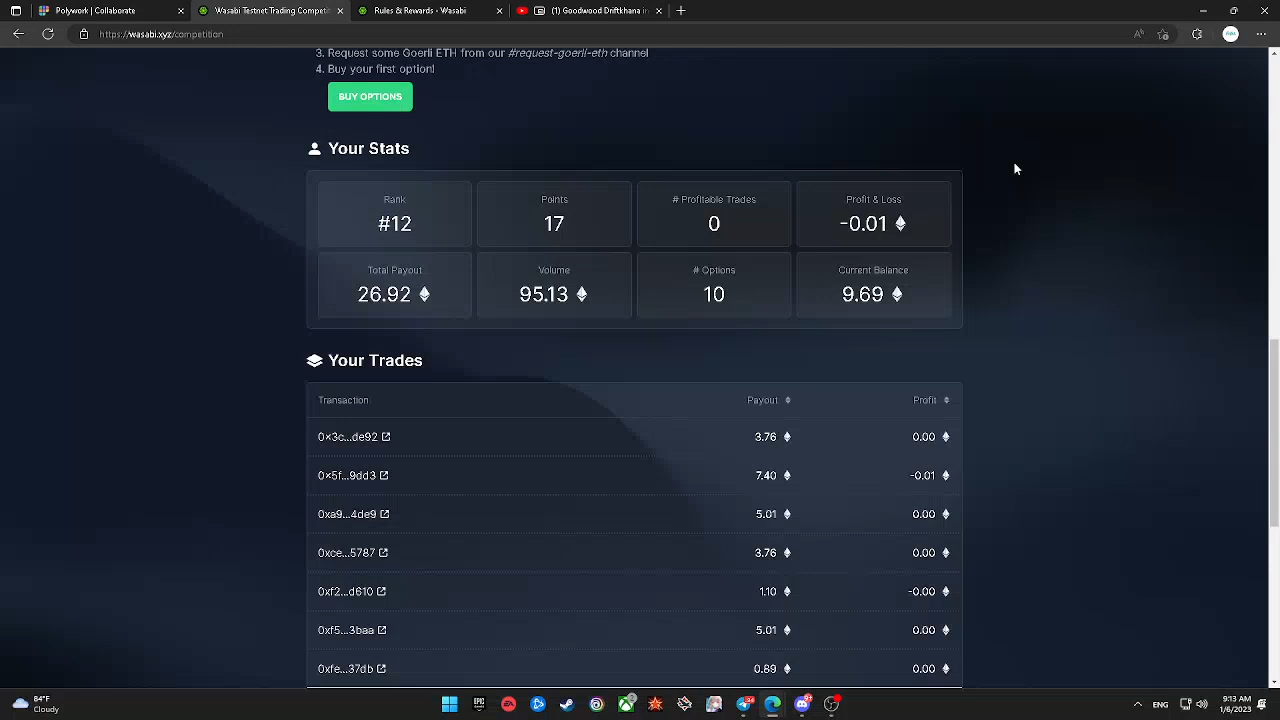 Polywork | Collaborate
Wasabi Testnet Trading Competi
Rules & Rewards - Wasabi
(1) Goodwood Driftkhana in
https://wasabi.xyz/competition
3. Request some Goerli ETH from our #request-goerli-eth channel
4. Buy your first option!
BUY OPTIONS
Your Stats
Rank
Points
# Profitable Trades
Profit & Loss
#12
17
0
-0.01
Total Payout
Volume
# Options
Current Balance
26.92
95.13
10
9.69
Your Trades
Transaction Payout Profit
0x3c...de92 3.76 0.00
0x5f...9dd3 7.40 -0.01
0xa9...4de9 5.01 0.00
0xce...5787 3.76 0.00
0xf2...d610 1.10 -0.00
0xf5...3baa 5.01 0.00
0xfe...37db 0.89 0.00
84°F
Cloudy
ENG
9:13 AM
1/6/2023